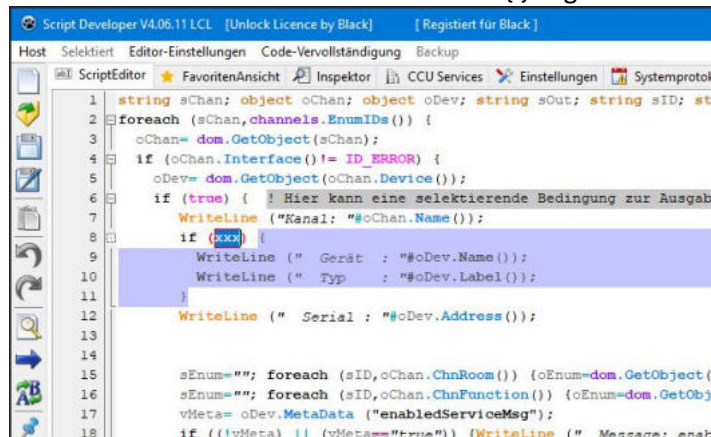 Script Developer V4.06.11 LCL [Unlock Licence by Black] [ Registiert für Black ]
Host Selektiert Editor-Einstellungen Code-Vervollständigung Backup
ScriptEditor FavoritenAnsicht Inspektor CCU Services Einstellungen Systemprotok
1 string sChan; object oChan; object oDev; string sOut; string sID; st
2 foreach (sChan,channels.EnumIDs()) {
3 oChan= dom.GetObject(sChan);
4 if (oChan.Interface()!= ID_ERROR) {
5 oDev= dom.GetObject(oChan.Device());
6 if (true) { ! Hier kann eine selektierende Bedingung zur Ausgab
7 WriteLine ("Kanal: "#oChan.Name());
8 if (xxx) {
9 WriteLine (" Gerät : "#oDev.Name());
10 WriteLine (" Typ : "#oDev.Label());
11 }
12 WriteLine (" Serial : "#oDev.Address());
13
14
15 sEnum=""; foreach (sID,oChan.ChnRoom()) {oEnum=dom.GetObject(
16 sEnum=""; foreach (sID,oChan.ChnFunction()) {oEnum=dom.GetObj
17 vMeta= oDev.MetaData ("enabledServiceMsg");
18 if ((!vMeta) || (vMeta=="true")) {WriteLine (" Message: enab